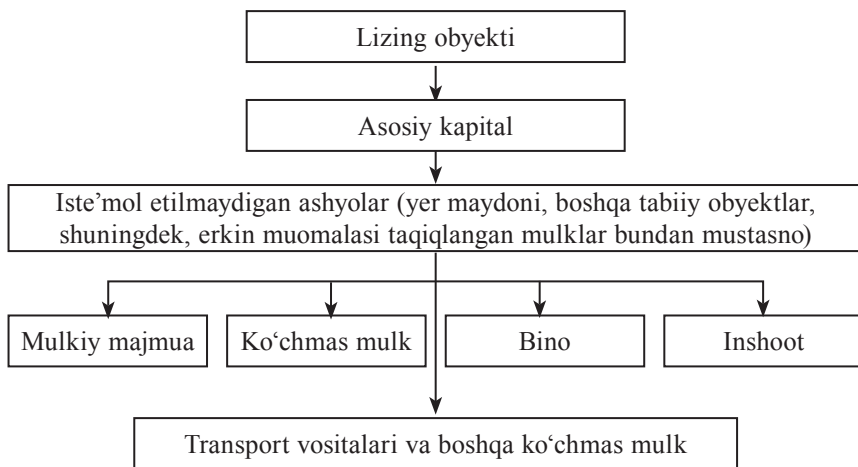 Lizing obyekti
Asosiy kapital
Iste’mol etilmaydigan ashyolar (yer maydoni, boshqa tabiiy obyektlar,
shuningdek, erkin muomalasi taqiqlangan mulklar bundan mustasno)
Mulkiy majmua
Ko‘chmas mulk
Bino
Inshoot
Transport vositalari va boshqa ko‘chmas mulk